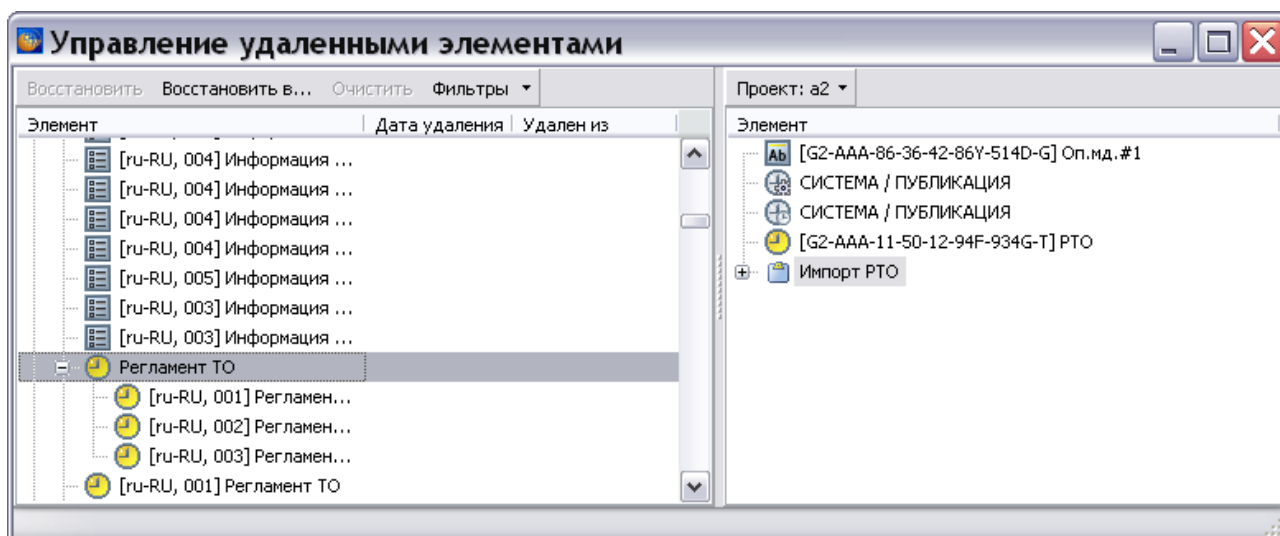 Управление удаленными элементами
Восстановить Восстановить в... Очистить Фильтры
Элемент Дата удаления Удален из
[ru-RU, 004] Информация ...
[ru-RU, 004] Информация ...
[ru-RU, 004] Информация ...
[ru-RU, 004] Информация ...
[ru-RU, 005] Информация ...
[ru-RU, 003] Информация ...
[ru-RU, 003] Информация ...
Регламент ТО
[ru-RU, 001] Регламен...
[ru-RU, 002] Регламен...
[ru-RU, 003] Регламен...
[ru-RU, 001] Регламент ТО
Проект: a2
Элемент
Ab [G2-AAA-86-36-42-86Y-514D-G] Оп.мд.#1
СИСТЕМА / ПУБЛИКАЦИЯ
СИСТЕМА / ПУБЛИКАЦИЯ
[G2-AAA-11-50-12-94F-934G-T] РТО
Импорт РТО